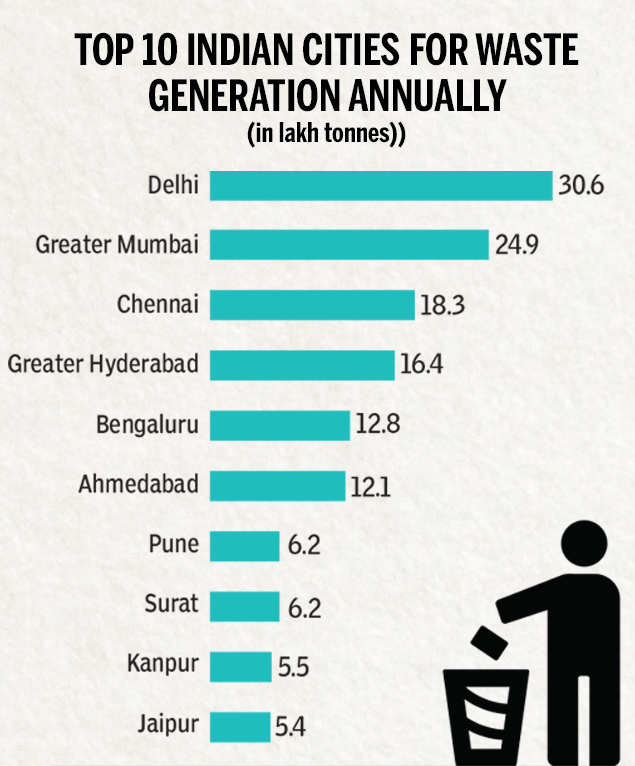 TOP 10 INDIAN CITIES FOR WASTE
GENERATION ANNUALLY
(in lakh tonnes))
Delhi 30.6
Greater Mumbai 24.9
Chennai 18.3
Greater Hyderabad 16.4
Bengaluru 12.8
Ahmedabad 12.1
Pune 6.2
Surat 6.2
Kanpur 5.5
Jaipur 5.4